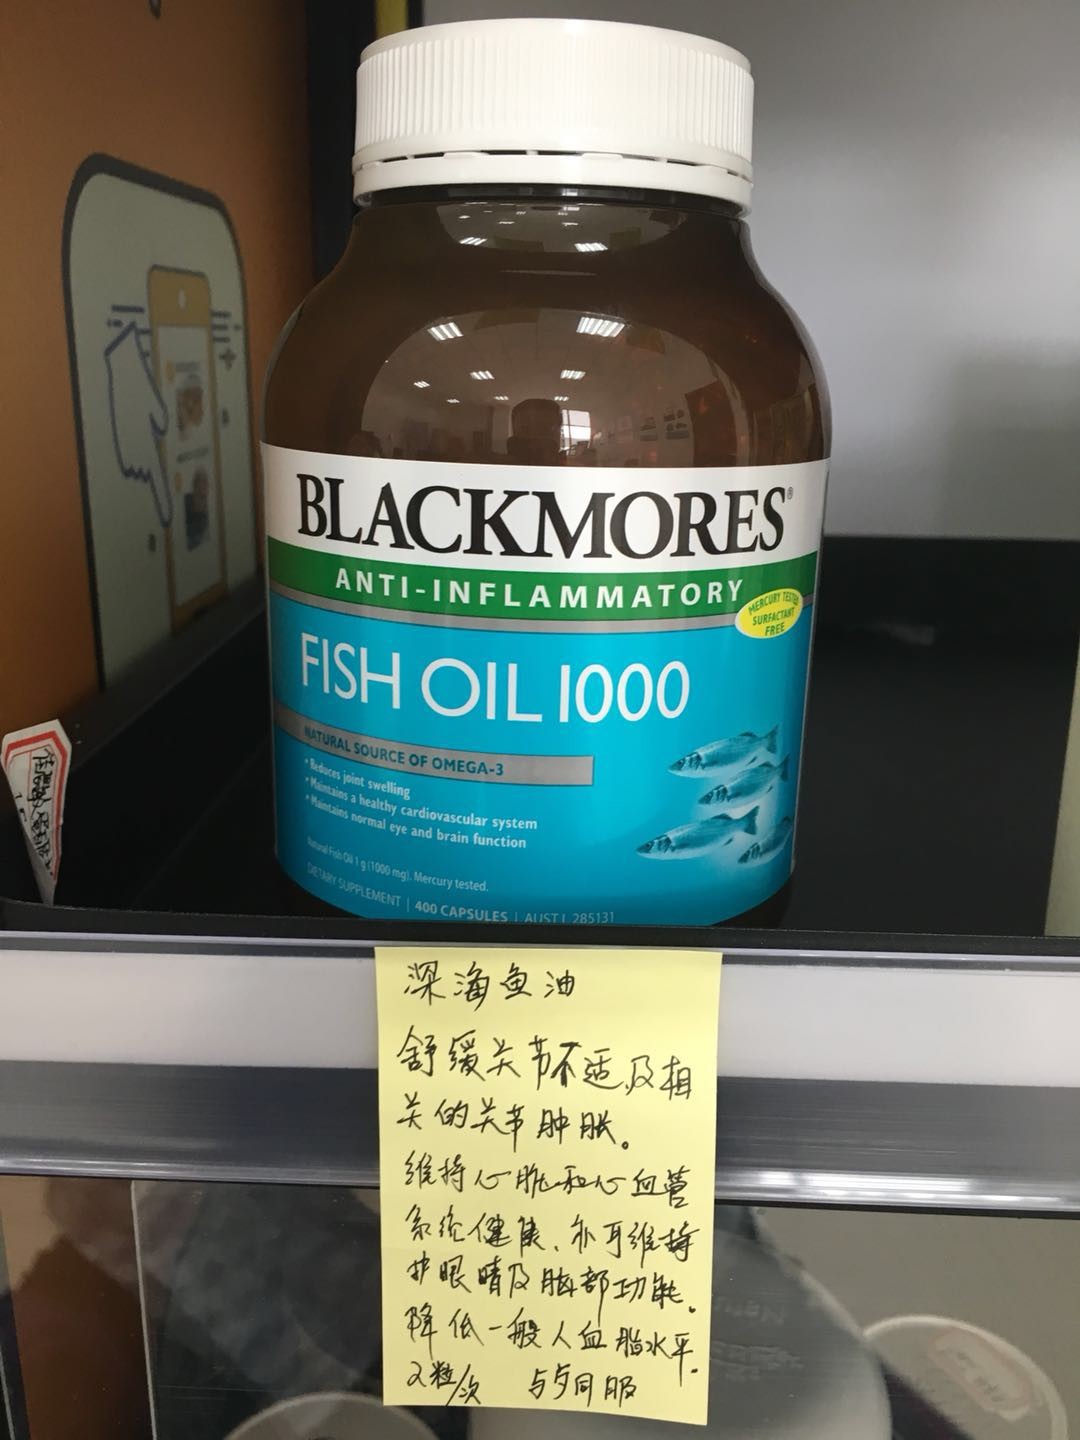 BLACKMORES®
ANTI-INFLAMMATORY
MERCURY TESTED
SURFACTANT
FREE
FISH OIL 1000
NATURAL SOURCE OF OMEGA-3
• Reduces joint swelling
• Maintains a healthy cardiovascular system
• Maintains normal eye and brain function
Natural Fish Oil 1 g (1000 mg). Mercury tested.
DIETARY SUPPLEMENT | 400 CAPSULES | AUST L 285131
深海鱼油
舒缓关节不适及相
关的关节肿胀。
维持心脏和心血管
系统健康、亦可维持
护眼睛及脑部功能。
降低一般人血脂水平。
2粒/次 与同服